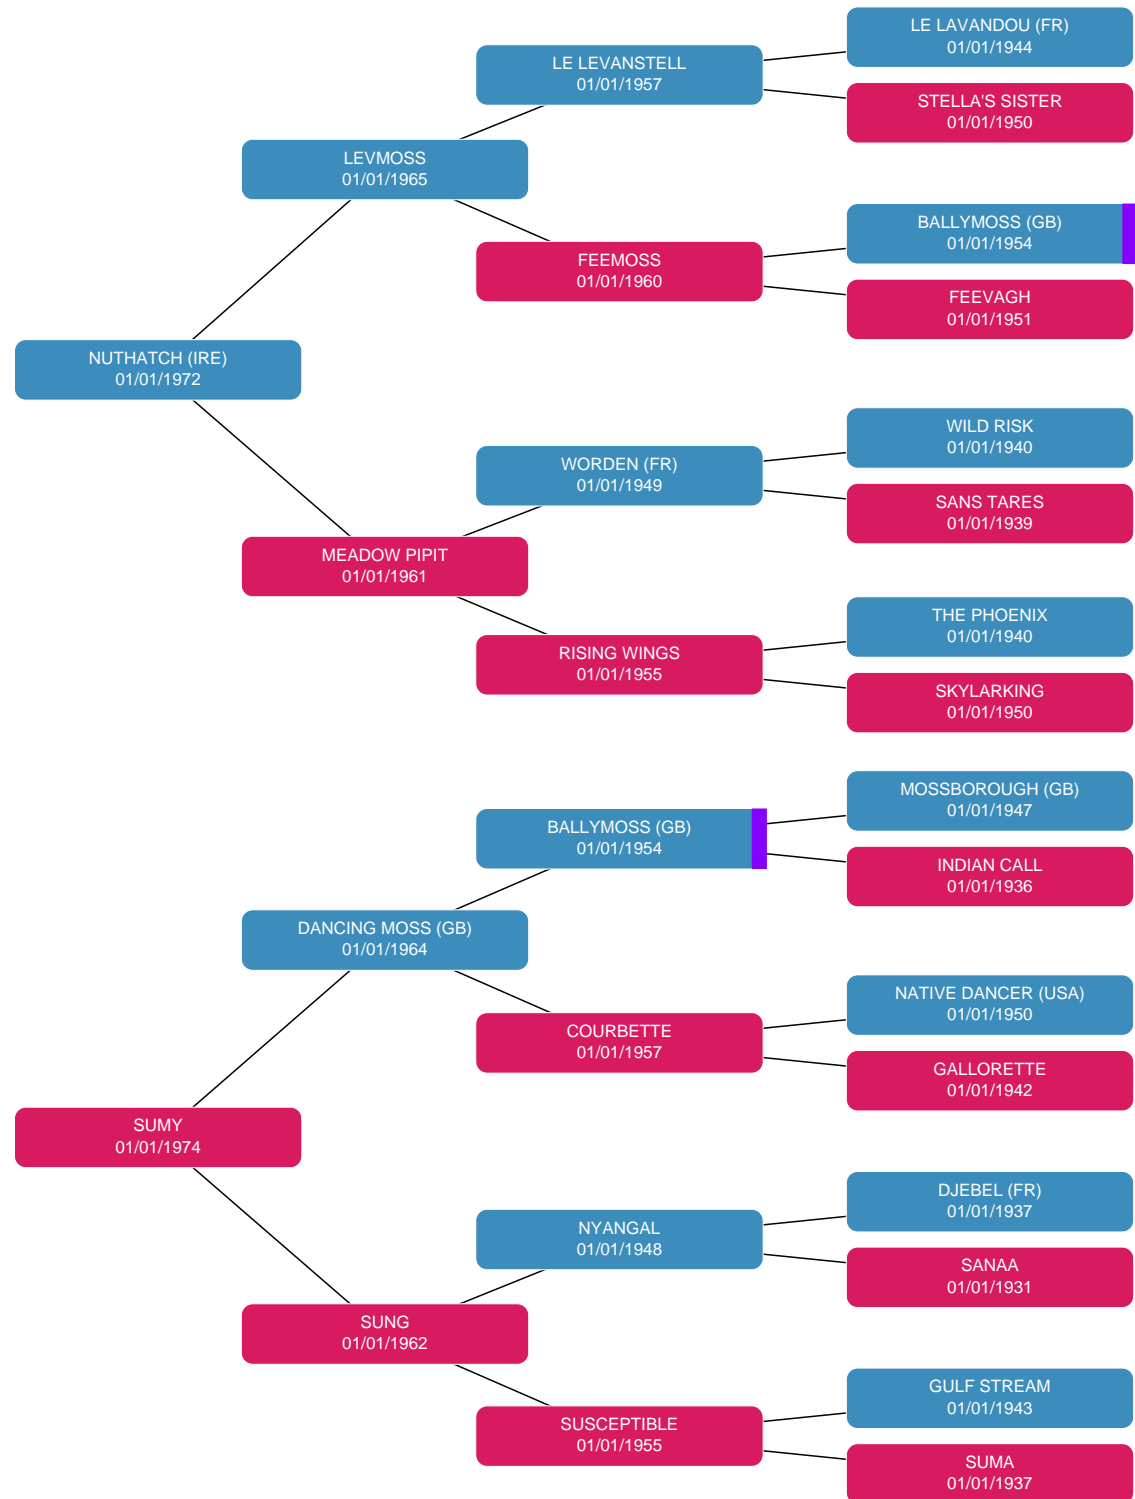 LE LAVANDOU (FR)
01/01/1944
LE LEVANSTELL
01/01/1957
STELLA'S SISTER
01/01/1950
LEVMOSS
01/01/1965
BALLYMOSS (GB)
01/01/1954
FEEMOSS
01/01/1960
FEEVAGH
01/01/1951
NUTHATCH (IRE)
01/01/1972
WILD RISK
01/01/1940
WORDEN (FR)
01/01/1949
SANS TARES
01/01/1939
MEADOW PIPIT
01/01/1961
THE PHOENIX
01/01/1940
RISING WINGS
01/01/1955
SKYLARKING
01/01/1950
MOSSBOROUGH (GB)
01/01/1947
BALLYMOSS (GB)
01/01/1954
INDIAN CALL
01/01/1936
DANCING MOSS (GB)
01/01/1964
NATIVE DANCER (USA)
01/01/1950
COURBETTE
01/01/1957
GALLORETTE
01/01/1942
SUMY
01/01/1974
DJEBEL (FR)
01/01/1937
NYANGAL
01/01/1948
SANAA
01/01/1931
SUNG
01/01/1962
GULF STREAM
01/01/1943
SUSCEPTIBLE
01/01/1955
SUMA
01/01/1937